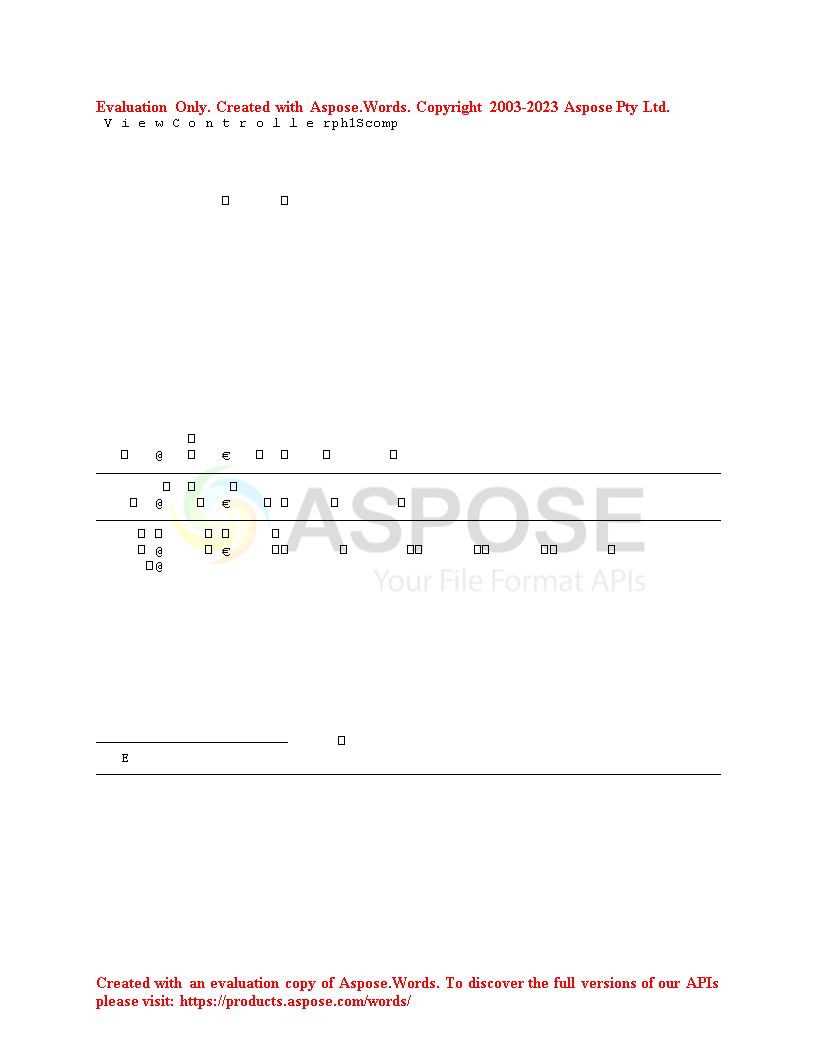 Evaluation Only. Created with Aspose.Words. Copyright 2003-2023 Aspose Pty Ltd.
V i e w C o n t r o l l e rph1Scomp
□ □
□
□ @ □ € □ □ □ □
□ □ □
□ @ □ € □ □ □ □
ASPOSE
□ □ □ □ □
□ @ □ € □□ □ □□ □□ □□ □
□@
Your File Format APIs
□
E
Created with an evaluation copy of Aspose.Words. To discover the full versions of our APIs
please visit: https://products.aspose.com/words/